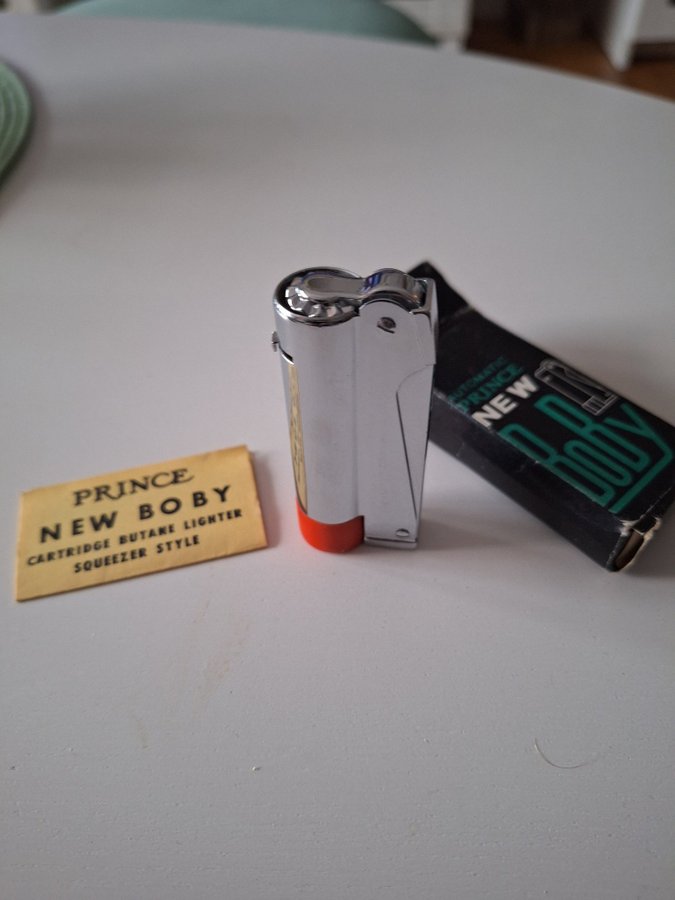 PRINCE
NEW BOBY
CARTRIDGE BUTANE LIGHTER
SQUEEZER STYLE
AUTOMATIC
PRINCE
NEW
BOBY